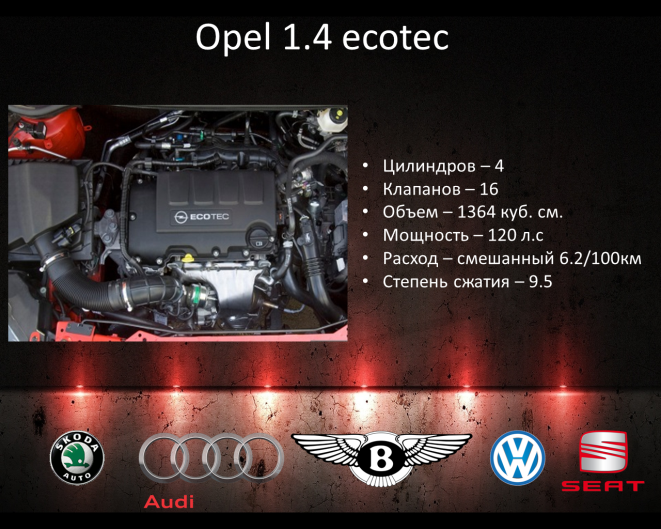 Opel 1.4 ecotec
ECOTEC
• Цилиндров – 4
• Клапанов – 16
• Объем – 1364 куб. см.
• Мощность – 120 л.с
• Расход – смешанный 6.2/100км
• Степень сжатия – 9.5
SKODA
AUTO
Audi
B
VW
SEAT